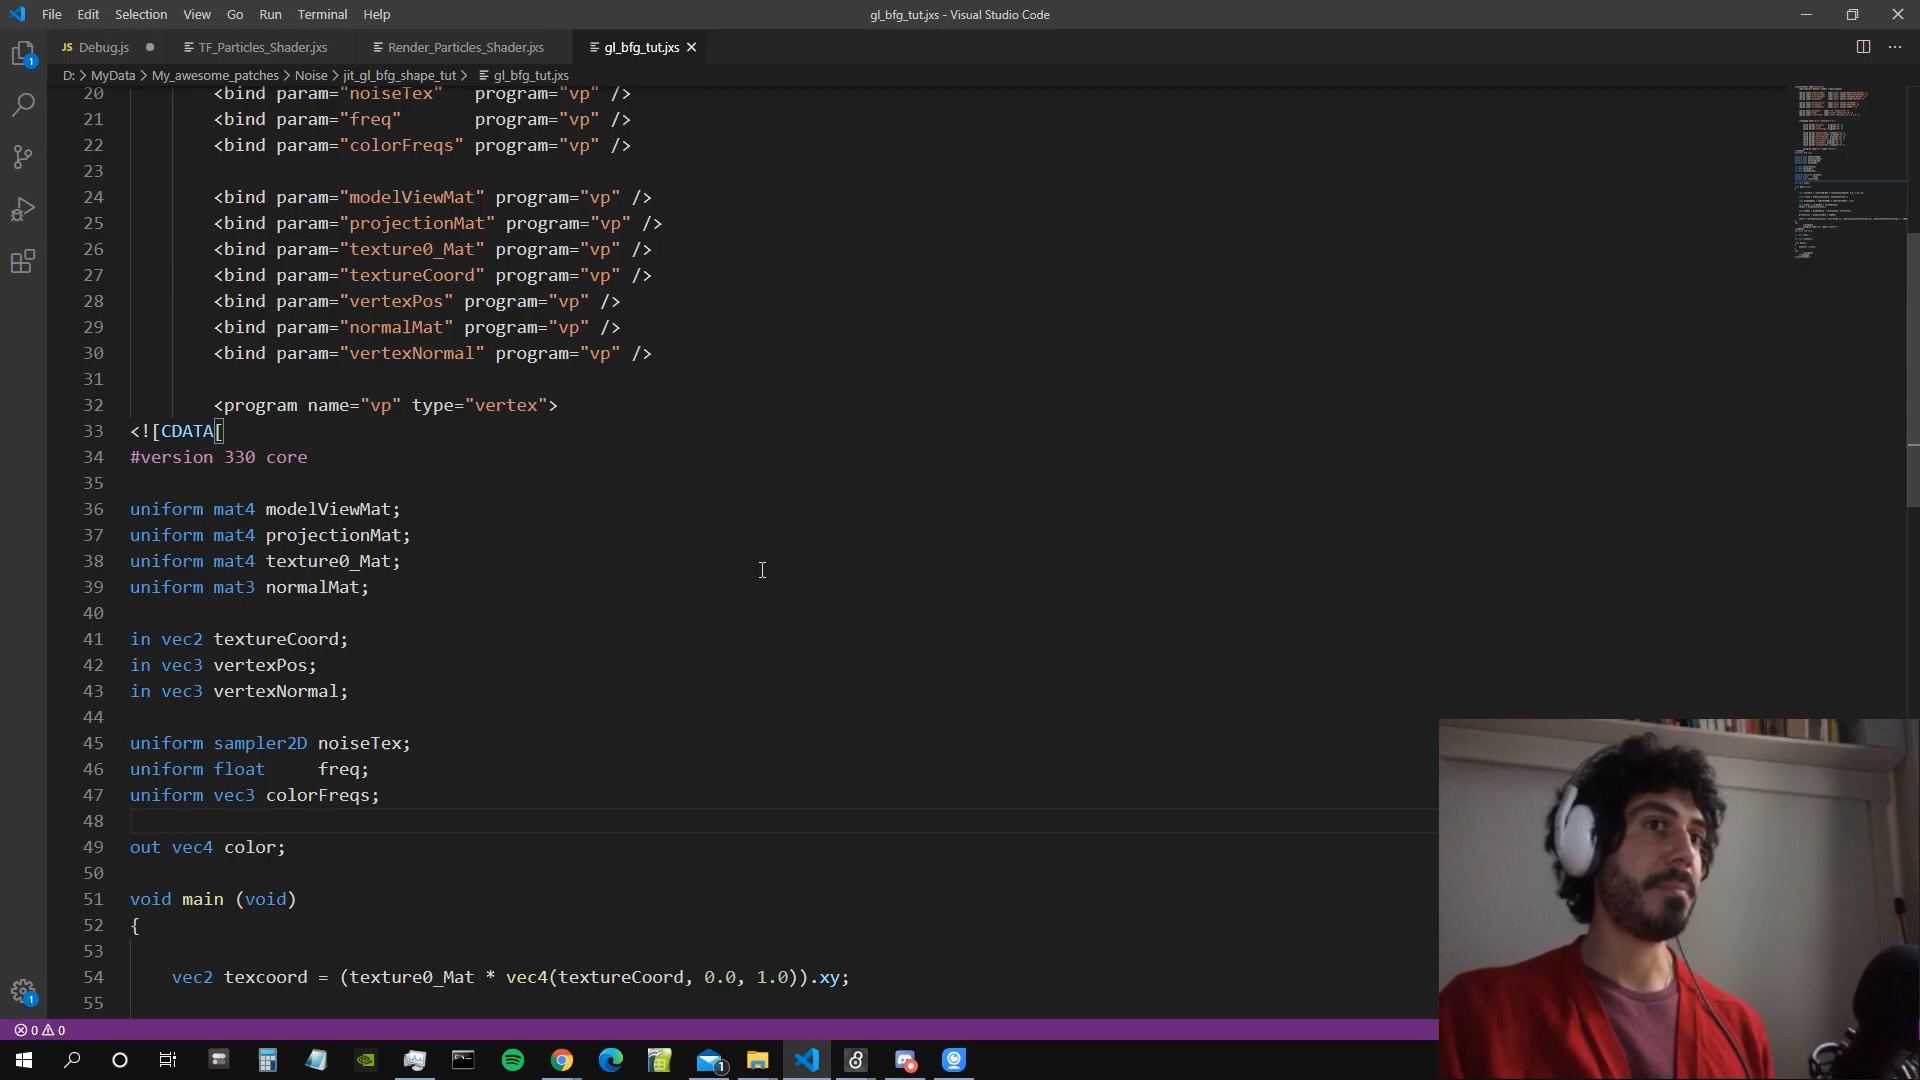 File Edit Selection View Go Run Terminal Help
gl_bfg_tut.jxs - Visual Studio Code
JS Debug.js
TF_Particles_Shader.jxs
Render_Particles_Shader.jxs
gl_bfg_tut.jxs
D: > MyData > My_awesome_patches > Noise > jit_gl_bfg_shape_tut > gl_bfg_tut.jxs
20 <bind param="noiseTex" program="vp" />
21 <bind param="freq" program="vp" />
22 <bind param="colorFreqs" program="vp" />
23
24 <bind param="modelViewMat" program="vp" />
25 <bind param="projectionMat" program="vp" />
26 <bind param="texture0_Mat" program="vp" />
27 <bind param="textureCoord" program="vp" />
28 <bind param="vertexPos" program="vp" />
29 <bind param="normalMat" program="vp" />
30 <bind param="vertexNormal" program="vp" />
31
32 <program name="vp" type="vertex">
33 <![CDATA[
34 #version 330 core
35
36 uniform mat4 modelViewMat;
37 uniform mat4 projectionMat;
38 uniform mat4 texture0_Mat;
39 uniform mat3 normalMat;
40
41 in vec2 textureCoord;
42 in vec3 vertexPos;
43 in vec3 vertexNormal;
44
45 uniform sampler2D noiseTex;
46 uniform float freq;
47 uniform vec3 colorFreqs;
48
49 out vec4 color;
50
51 void main (void)
52 {
53
54 vec2 texcoord = (texture0_Mat * vec4(textureCoord, 0.0, 1.0)).xy;
55
1
1
0 0
1